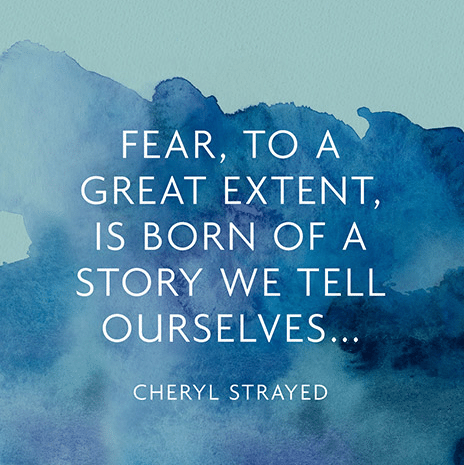 FEAR, TO A
GREAT EXTENT,
IS BORN OF A
STORY WE TELL
OURSELVES...
CHERYL STRAYED